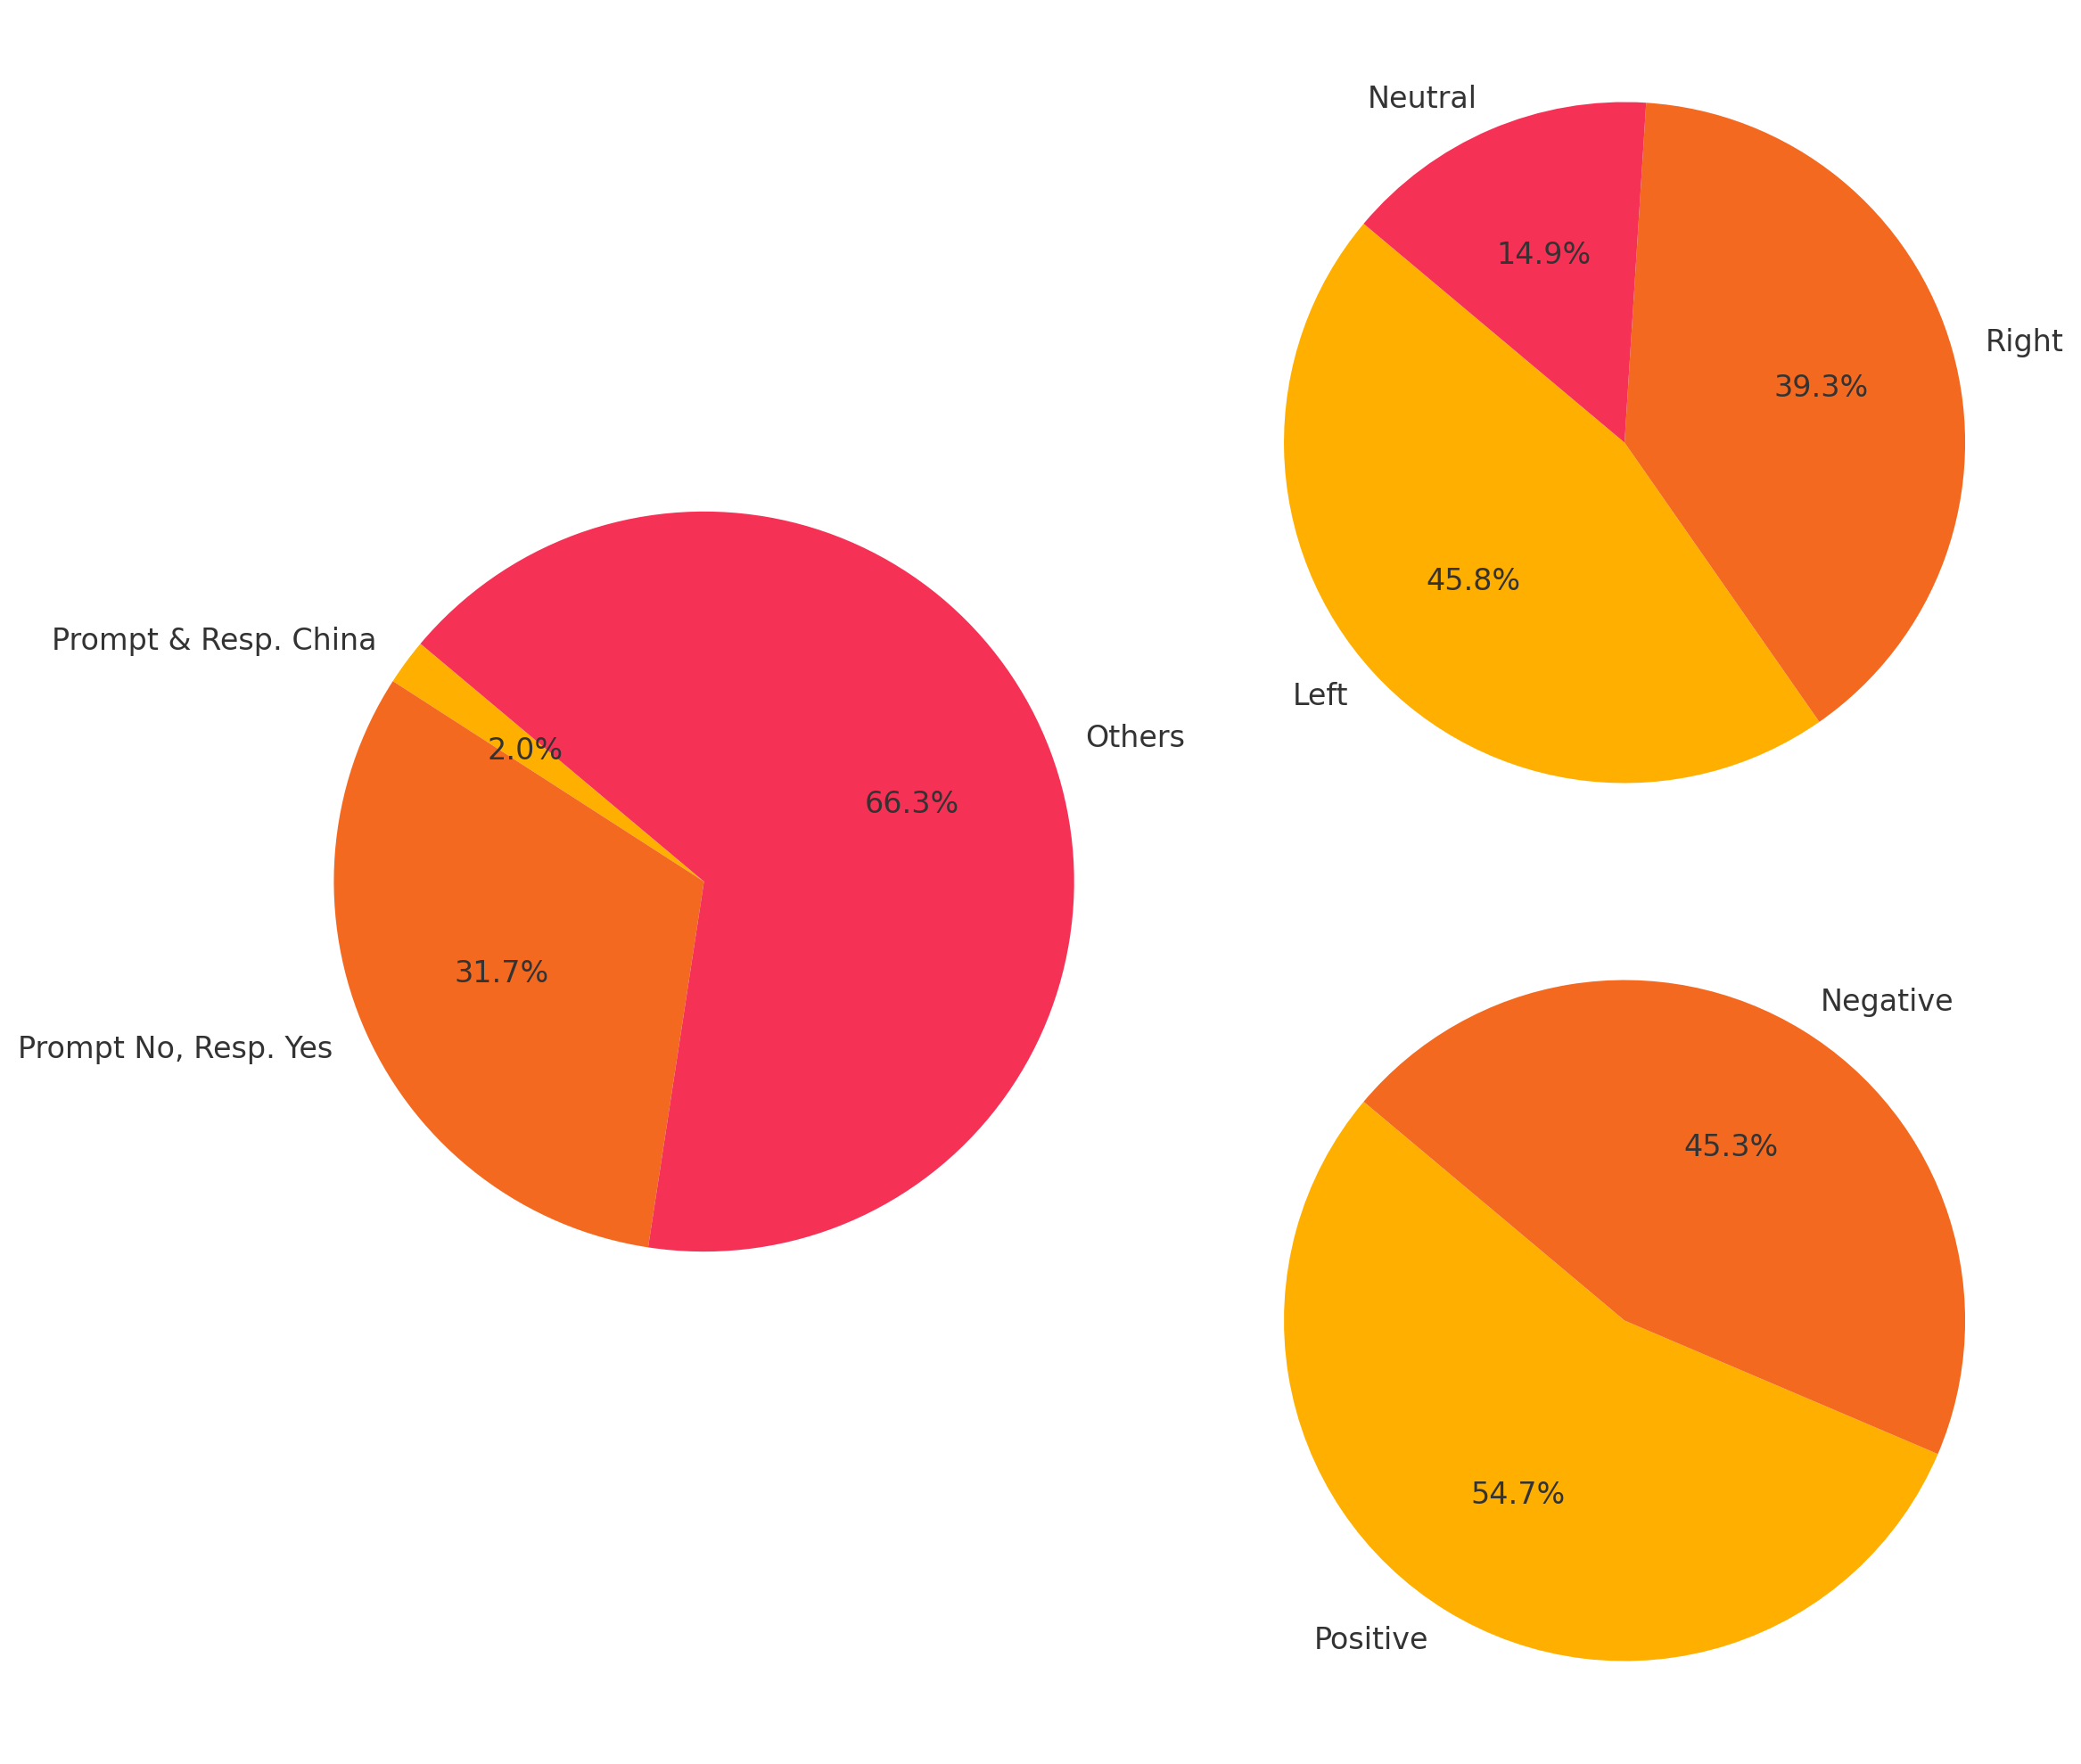 Prompt & Resp. China
2.0%
Others
66.3%
31.7%
Prompt No, Resp. Yes
Neutral
14.9%
Right
39.3%
45.8%
Left
Negative
45.3%
54.7%
Positive